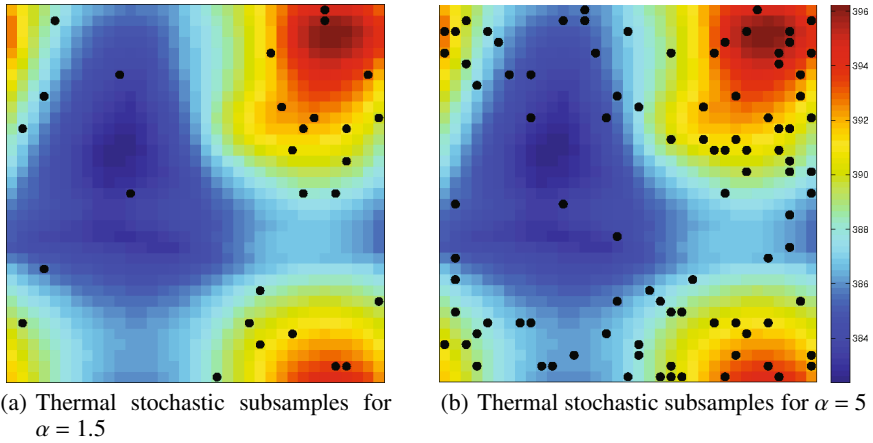 396
394
392
390
388
386
384
(a) Thermal stochastic subsamples for
α = 1.5
(b) Thermal stochastic subsamples for α = 5